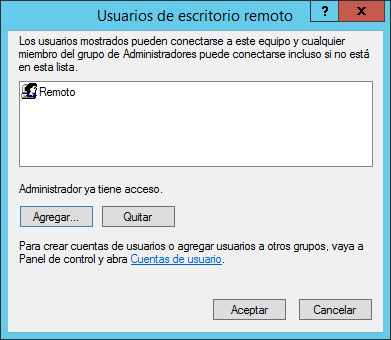 Usuarios de escritorio remoto
?
Los usuarios mostrados pueden conectarse a este equipo y cualquier
miembro del grupo de Administradores puede conectarse incluso si no está
en esta lista.
Remoto
Administrador ya tiene acceso.
Agregar... Quitar
Para crear cuentas de usuarios o agregar usuarios a otros grupos, vaya a
Panel de control y abra Cuentas de usuario.
Aceptar Cancelar